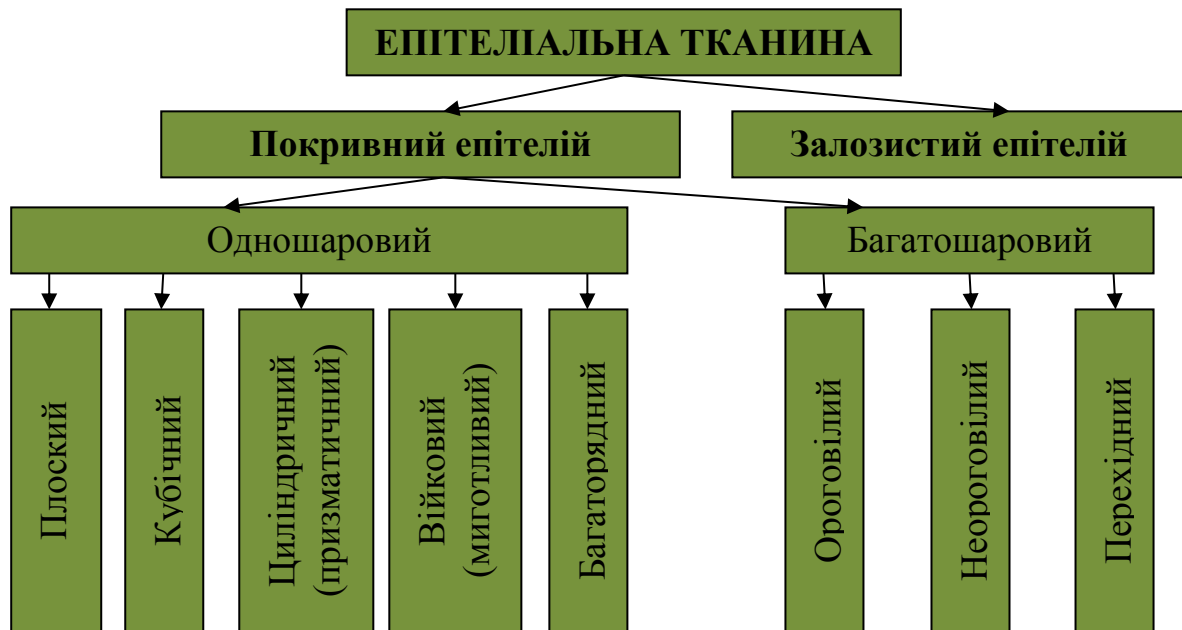 ЕПІТЕЛІАЛЬНА ТКАНИНА
Покривний епітелій
Залозистий епітелій
Одношаровий
Багатошаровий
Плоский
Кубічний
Циліндричний
(призматичний)
Війковий
(миготливий)
Багаторядний
Ороговілий
Неороговілий
Перехідний